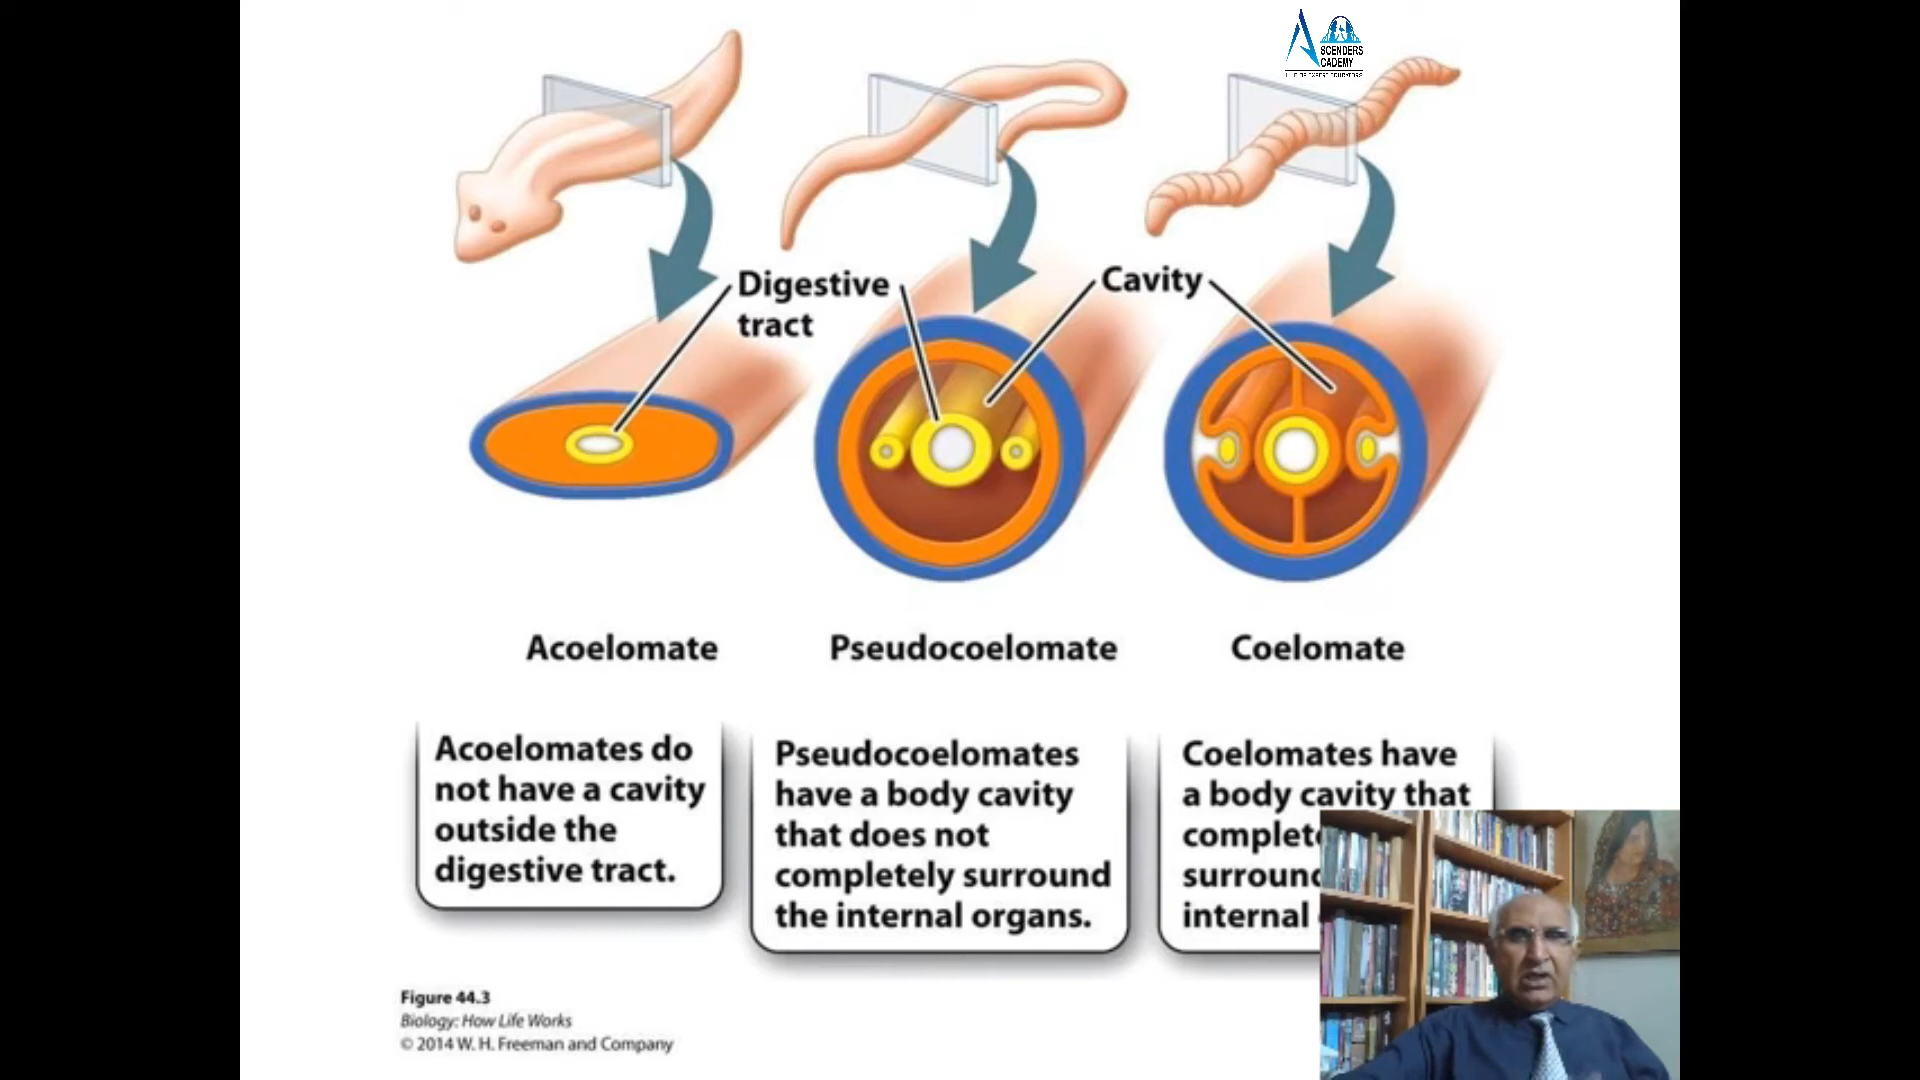 SCENDERS
CADEMY
Digestive
tract
Cavity
Acoelomate
Pseudocoelomate
Coelomate
Acoelomates do
not have a cavity
outside the
digestive tract.
Pseudocoelomates
have a body cavity
that does not
completely surround
the internal organs.
Coelomates have
a body cavity that
internal
Figure 44.3
Biology: How Life Works
© 2014 W. H. Freeman and Company